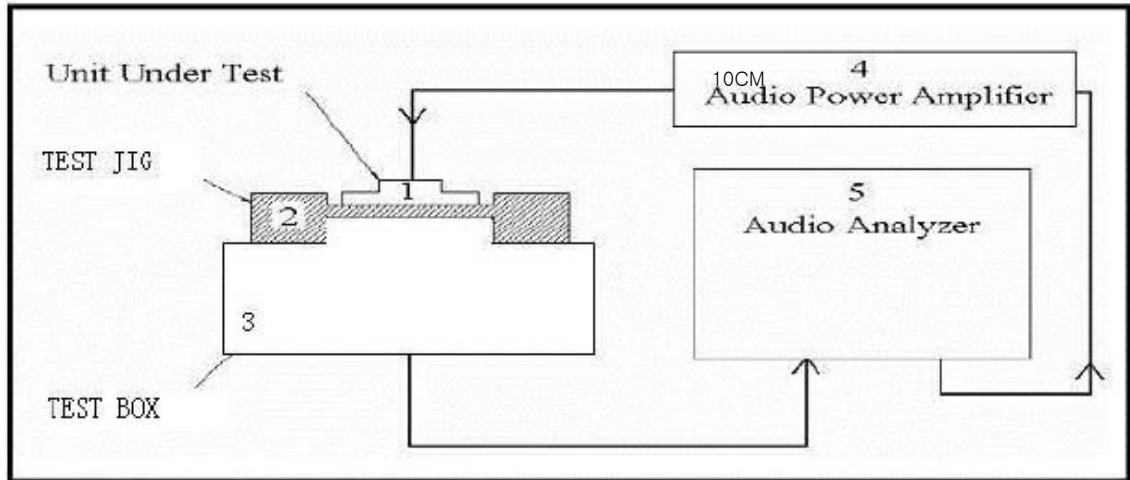 Unit Under Test
TEST JIG
1
2
3
TEST BOX
4
10CM
Audio Power Amplifier
5
Audio Analyzer